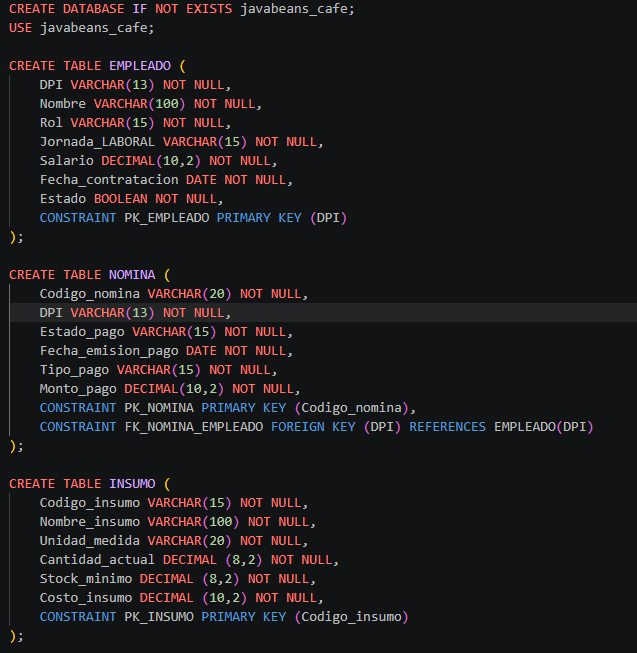 CREATE DATABASE IF NOT EXISTS javabeans_cafe;
USE javabeans_cafe;
CREATE TABLE EMPLEADO (
DPI VARCHAR(13) NOT NULL,
Nombre VARCHAR(100) NOT NULL,
Rol VARCHAR(15) NOT NULL,
Jornada_LABORAL VARCHAR(15) NOT NULL,
Salario DECIMAL(10,2) NOT NULL,
Fecha_contratacion DATE NOT NULL,
Estado BOOLEAN NOT NULL,
CONSTRAINT PK_EMPLEADO PRIMARY KEY (DPI)
);
CREATE TABLE NOMINA (
Codigo_nomina VARCHAR(20) NOT NULL,
DPI VARCHAR(13) NOT NULL,
Estado_pago VARCHAR(15) NOT NULL,
Fecha_emision_pago DATE NOT NULL,
Tipo_pago VARCHAR(15) NOT NULL,
Monto_pago DECIMAL(10,2) NOT NULL,
CONSTRAINT PK_NOMINA PRIMARY KEY (Codigo_nomina),
CONSTRAINT FK_NOMINA_EMPLEADO FOREIGN KEY (DPI) REFERENCES EMPLEADO(DPI)
);
CREATE TABLE INSUMO (
Codigo_insumo VARCHAR(15) NOT NULL,
Nombre_insumo VARCHAR(100) NOT NULL,
Unidad_medida VARCHAR(20) NOT NULL,
Cantidad_actual DECIMAL (8,2) NOT NULL,
Stock_minimo DECIMAL (8,2) NOT NULL,
Costo_insumo DECIMAL (10,2) NOT NULL,
CONSTRAINT PK_INSUMO PRIMARY KEY (Codigo_insumo)
);